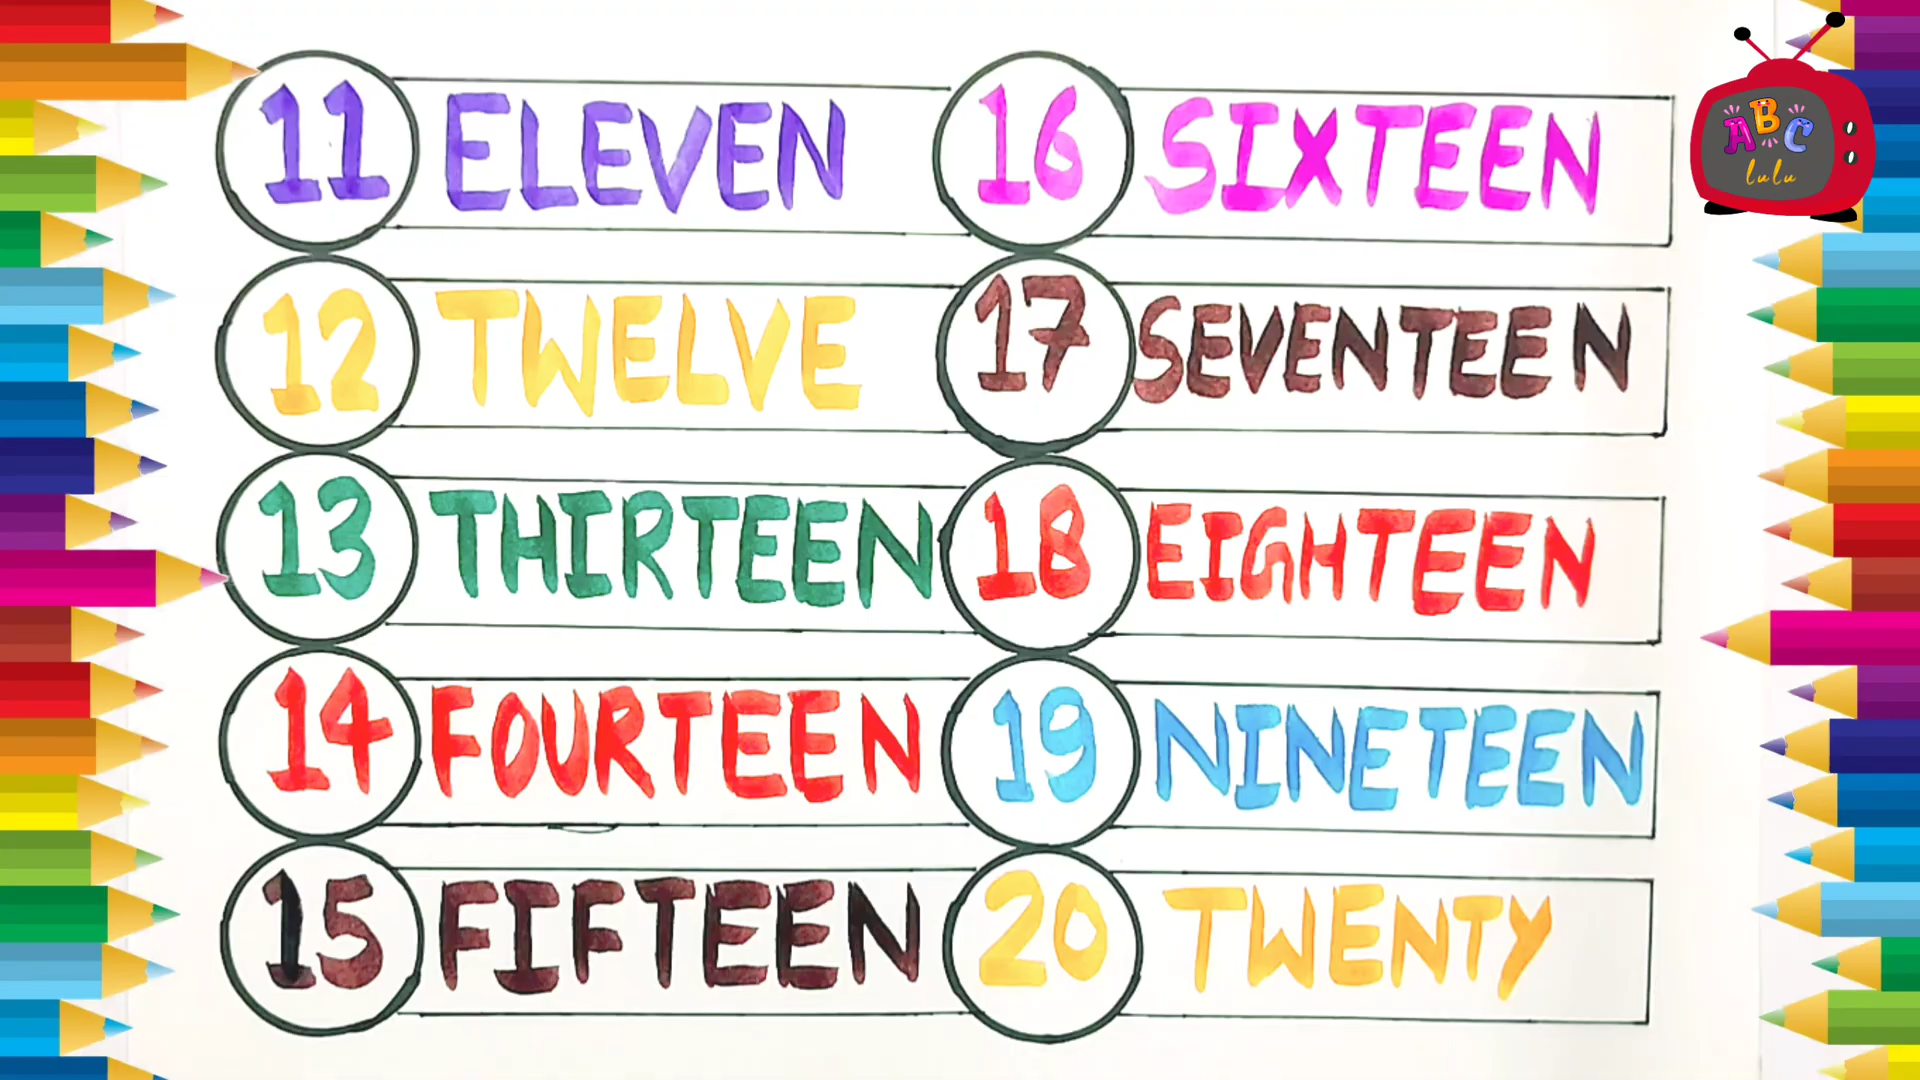 11 ELEVEN
12 TWELVE
13 THIRTEEN
14 FOURTEEN
15 FIFTEEN
16 SIXTEEN
17 SEVENTEEN
18 EIGHTEEN
19 NINETEEN
20 TWENTY
ABC
lulu